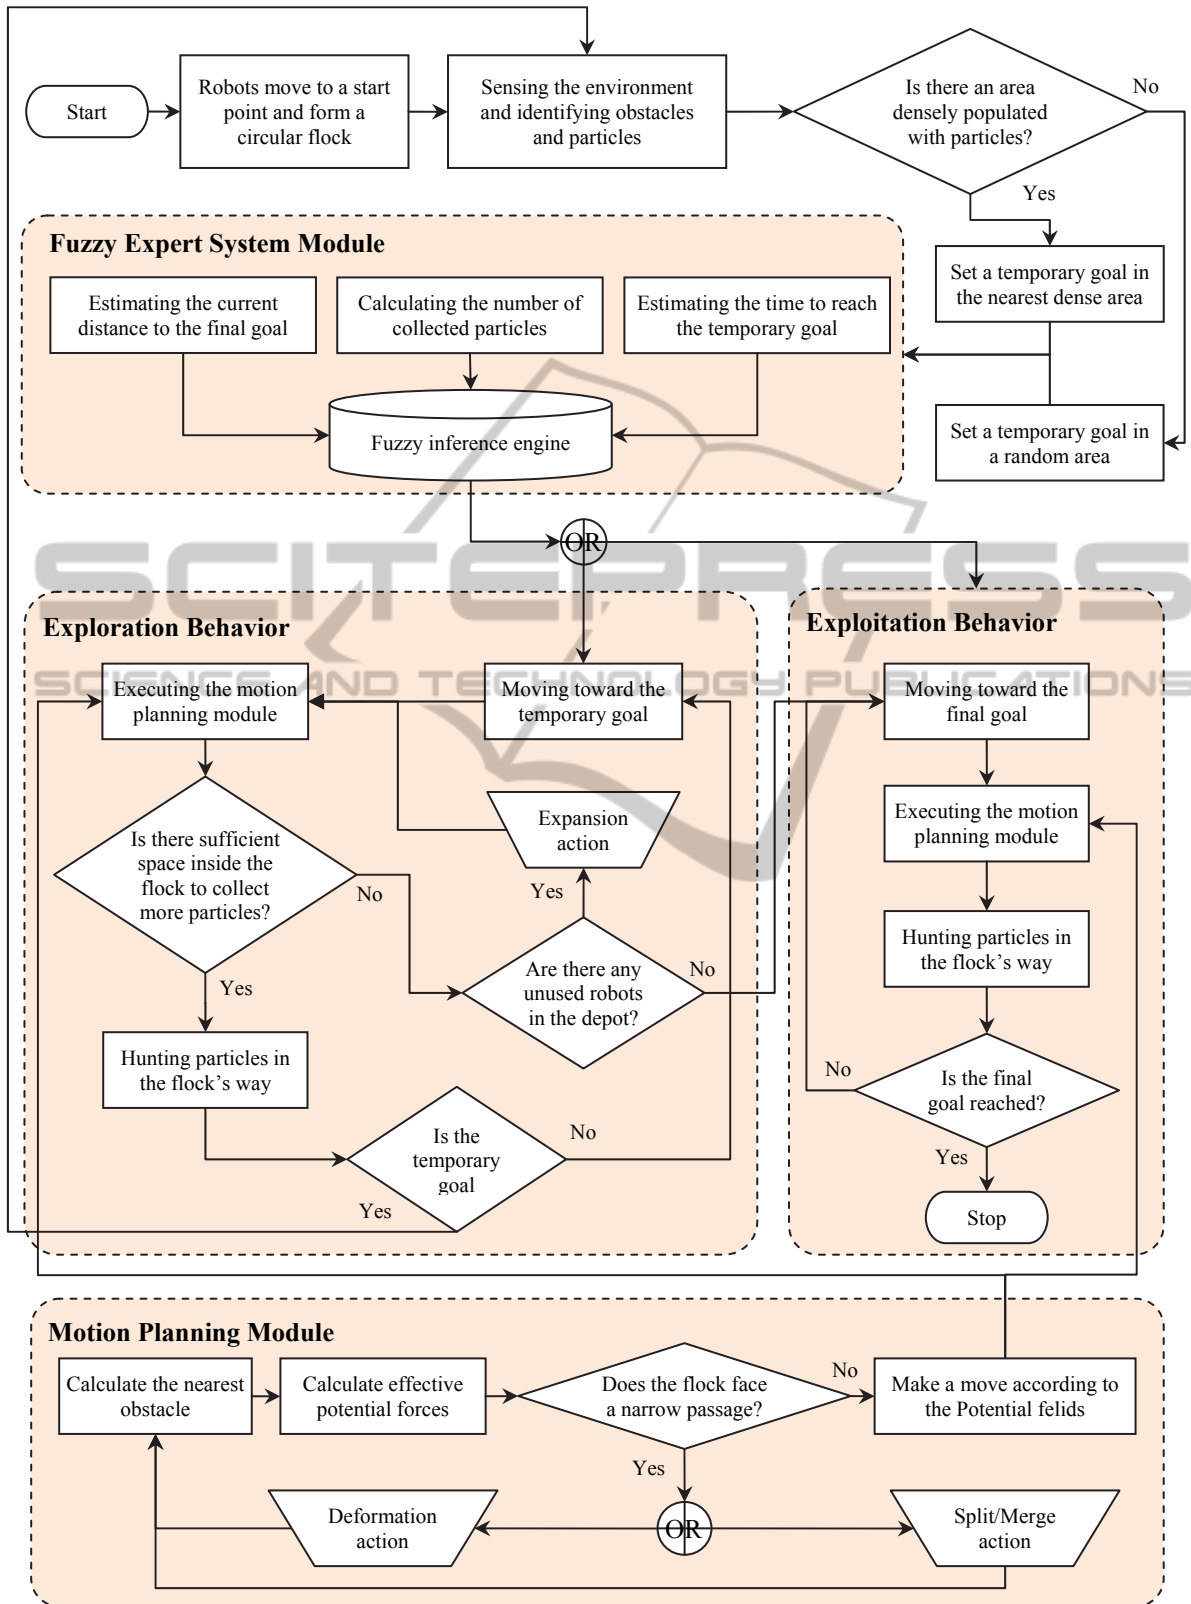 Start
Robots move to a start
point and form a
circular flock
Sensing the environment
and identifying obstacles
and particles
Is there an area
densely populated
with particles?
No
Yes
Set a temporary goal in
the nearest dense area
Set a temporary goal in
a random area
Fuzzy Expert System Module
Estimating the current
distance to the final goal
Calculating the number of
collected particles
Estimating the time to reach
the temporary goal
Fuzzy inference engine
OR
SCITEPRESS
SCIENCE AND TECHNOLOGY PUBLICATIONS
Exploration Behavior
Executing the motion
planning module
Moving toward the
temporary goal
Expansion
action
Is there sufficient
space inside the
flock to collect
more particles?
No
Yes
Yes
Are there any
unused robots
in the depot?
No
Hunting particles in
the flock's way
Is the
temporary
goal
No
Yes
Exploitation Behavior
Moving toward the
final goal
Executing the motion
planning module
Hunting particles in
the flock's way
Is the final
goal reached?
No
Yes
Stop
Motion Planning Module
Calculate the nearest
obstacle
Calculate effective
potential forces
Does the flock face
a narrow passage?
No
Make a move according to
the Potential felids
Yes
Deformation
action
OR
Split/Merge
action